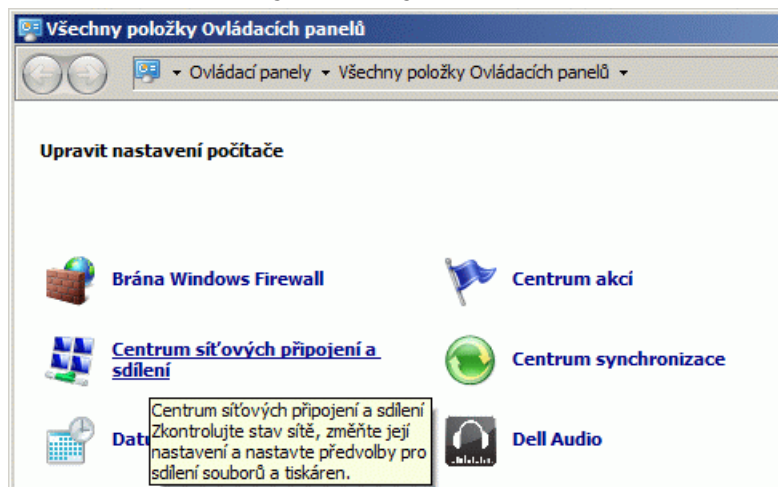 Všechny položky Ovládacích panelů
Ovládací panely Všechny položky Ovládacích panelů
Upravit nastavení počítače
Brána Windows Firewall
Centrum akcí
Centrum síťových připojení a
sdílení
Centrum synchronizace
Centrum síťových připojení a sdílení
Zkontrolujte stav sítě, změňte její
nastavení a nastavte předvolby pro
sdílení souborů a tiskáren.
Dell Audio